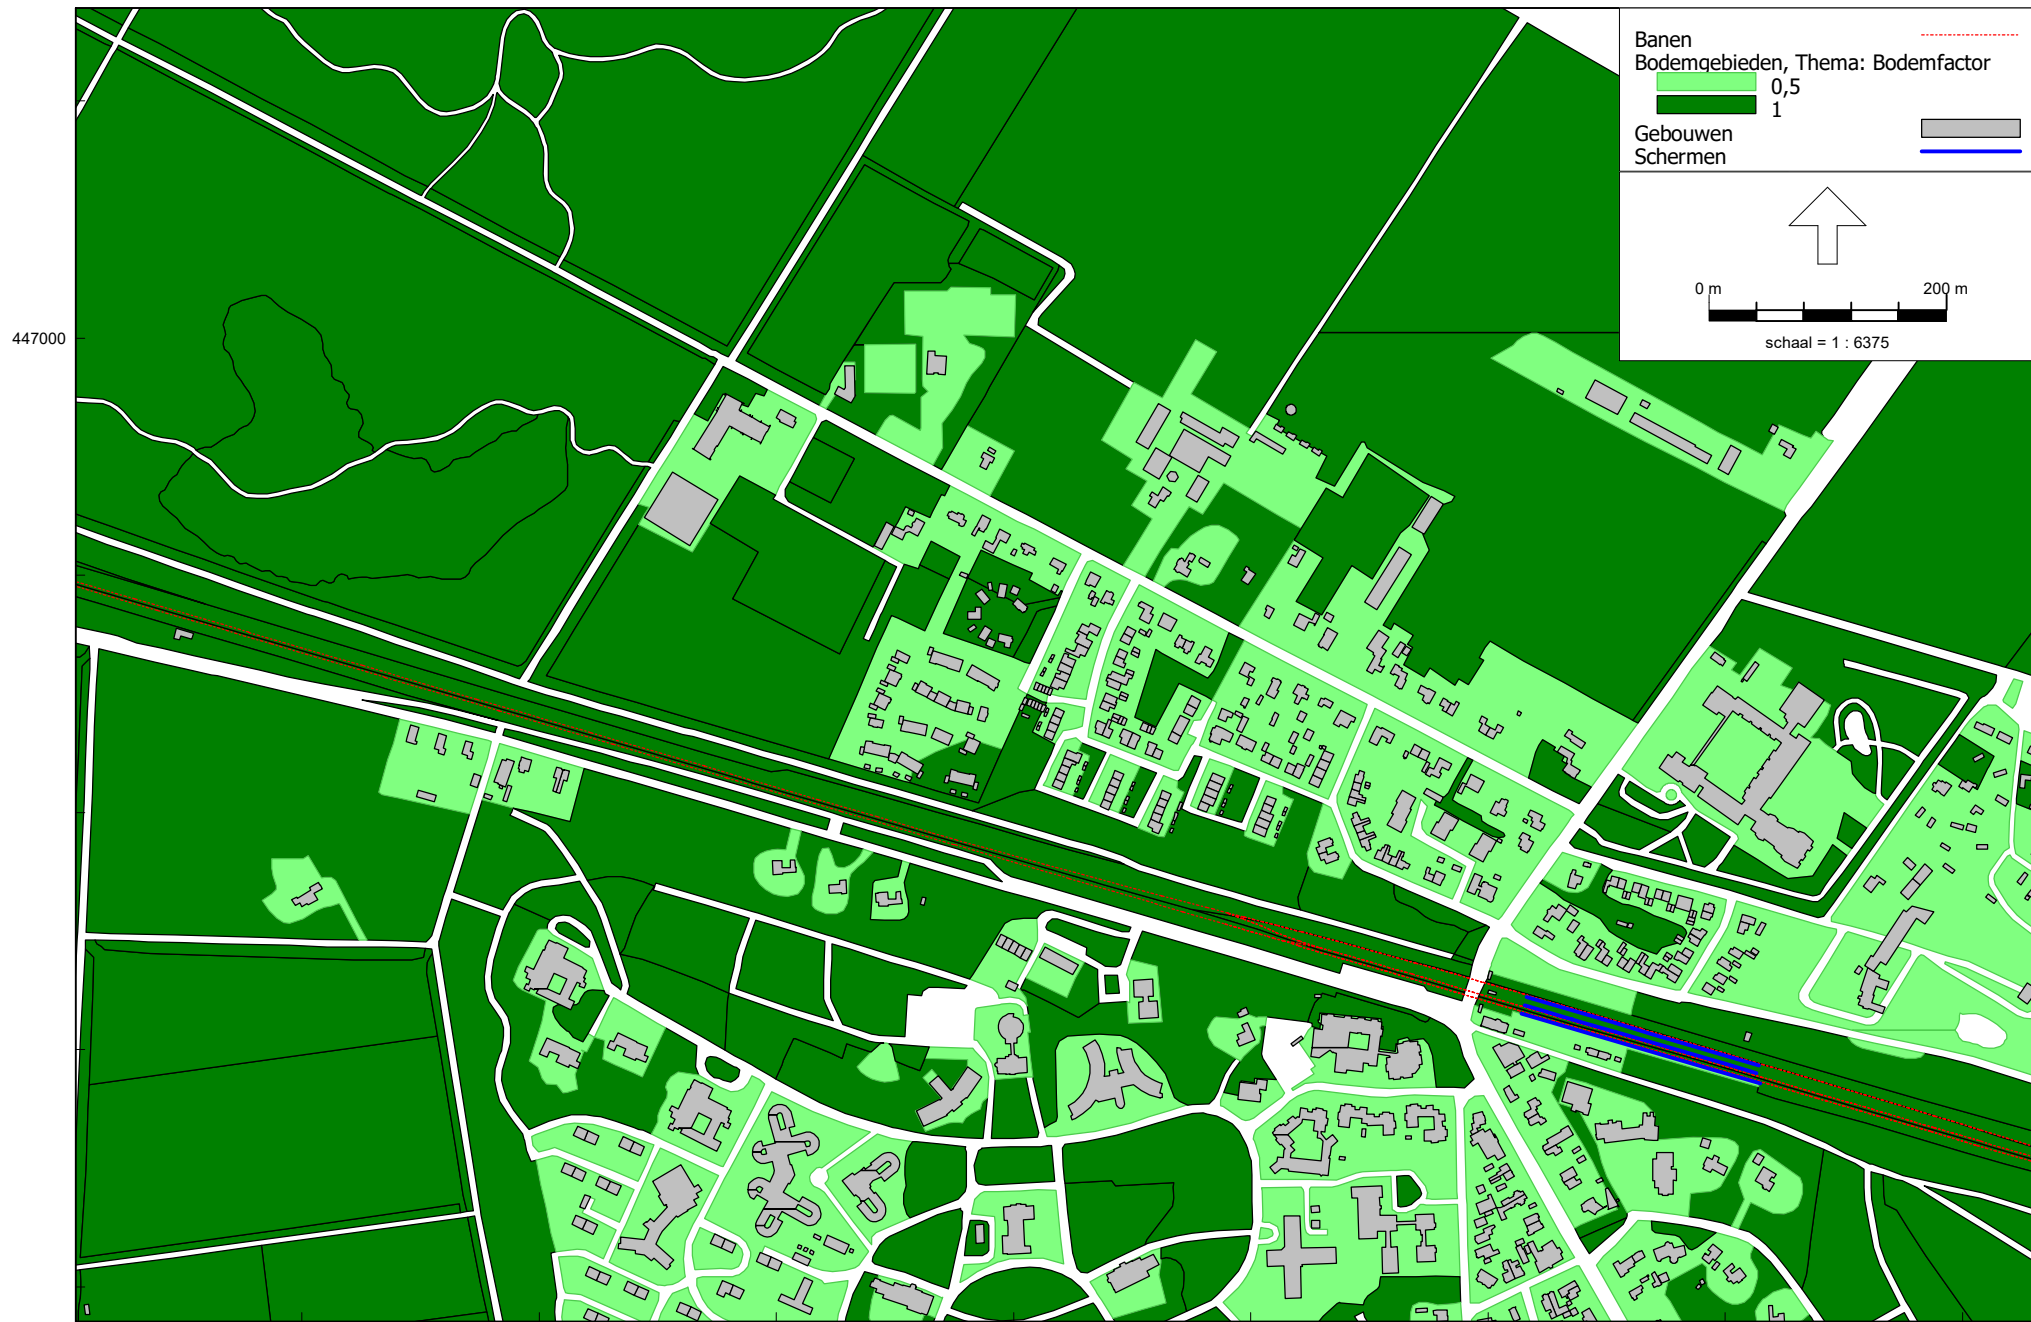 Banen
Bodemgebieden, Thema: Bodemfactor
0,5
1
Gebouwen
Schermen
0 m 200 m
schaal = 1 : 6375
447000